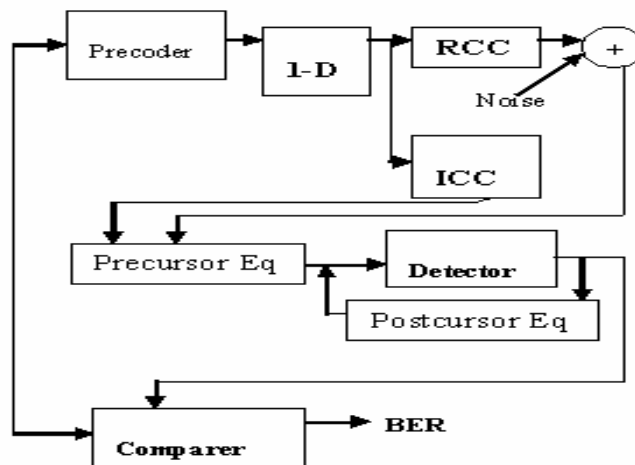 Precoder
1-D
RCC
+
Noise
ICC
Precursor Eq
Detector
Postcursor Eq
Comparer
BER